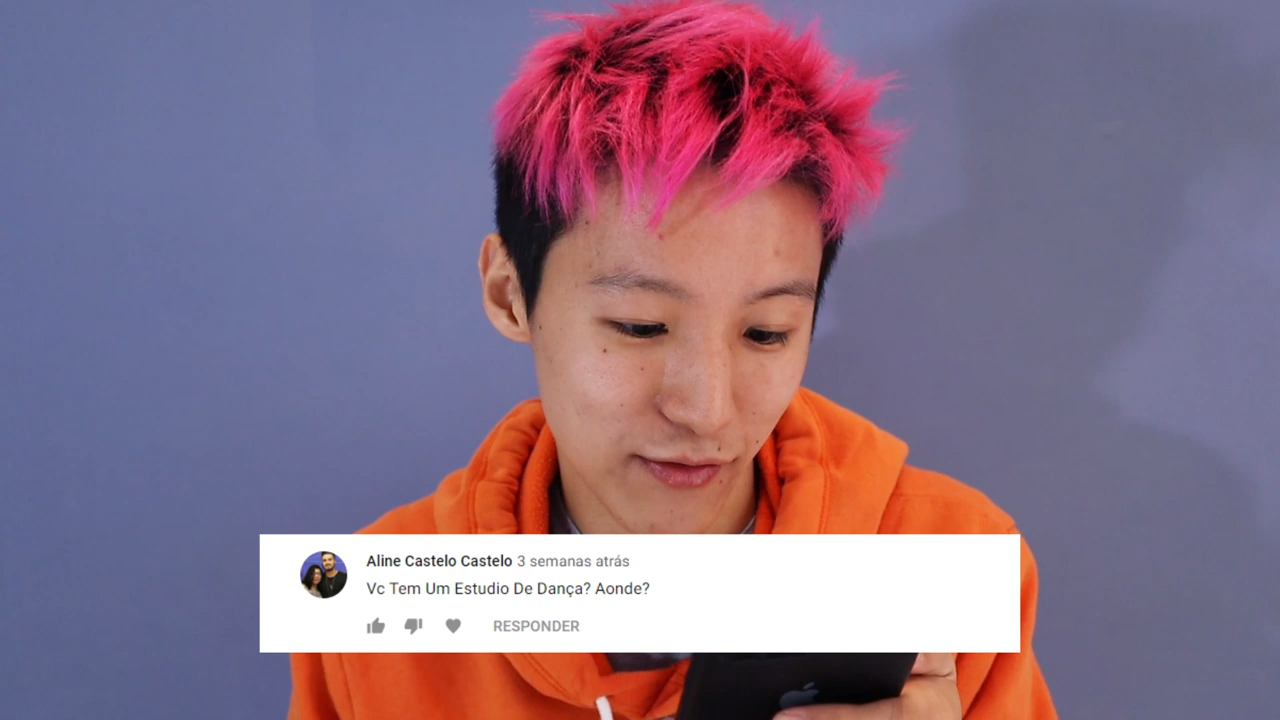 Aline Castelo Castelo 3 semanas atrás
Vc Tem Um Estudio De Dança? Aonde?
RESPONDER